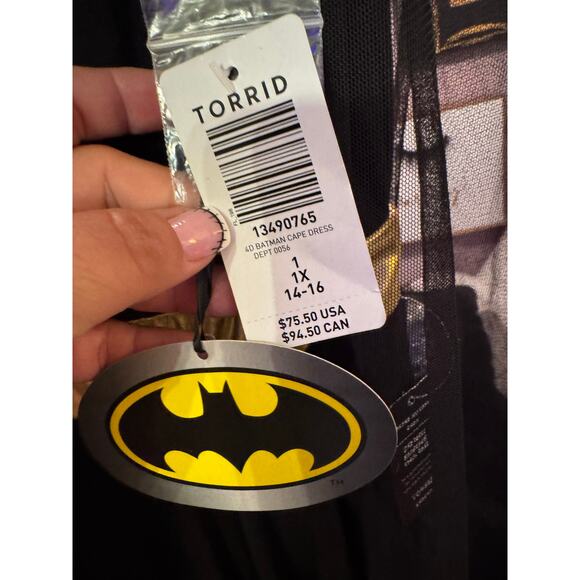 TORRID
13490765
4D BATMAN CAPE DRESS
DEPT 0056
1
1X
14-16
$75.50 USA
$94.50 CAN
TM